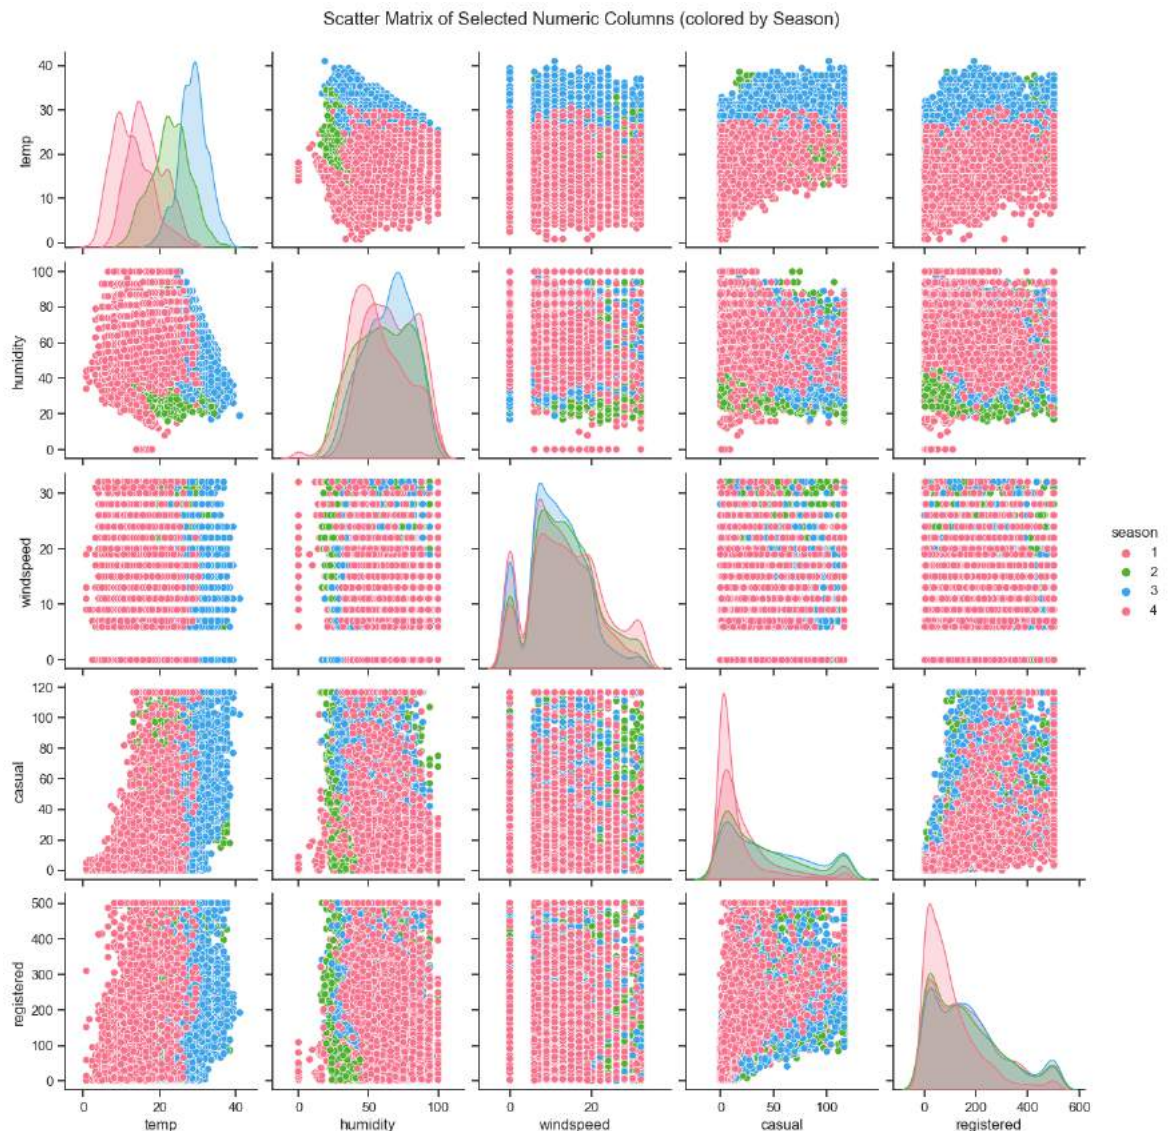 Scatter Matrix of Selected Numeric Columns (colored by Season)
40
30
20
10
0
temp
100
80
60
40
20
0
humidity
30
20
10
0
windspeed
season
1
2
3
4
120
100
80
60
40
20
0
casual
500
400
300
200
100
0
registered
0 20 40
0 50 100
0 20
0 50 100
0 200 400 600
temp humidity windspeed casual registered